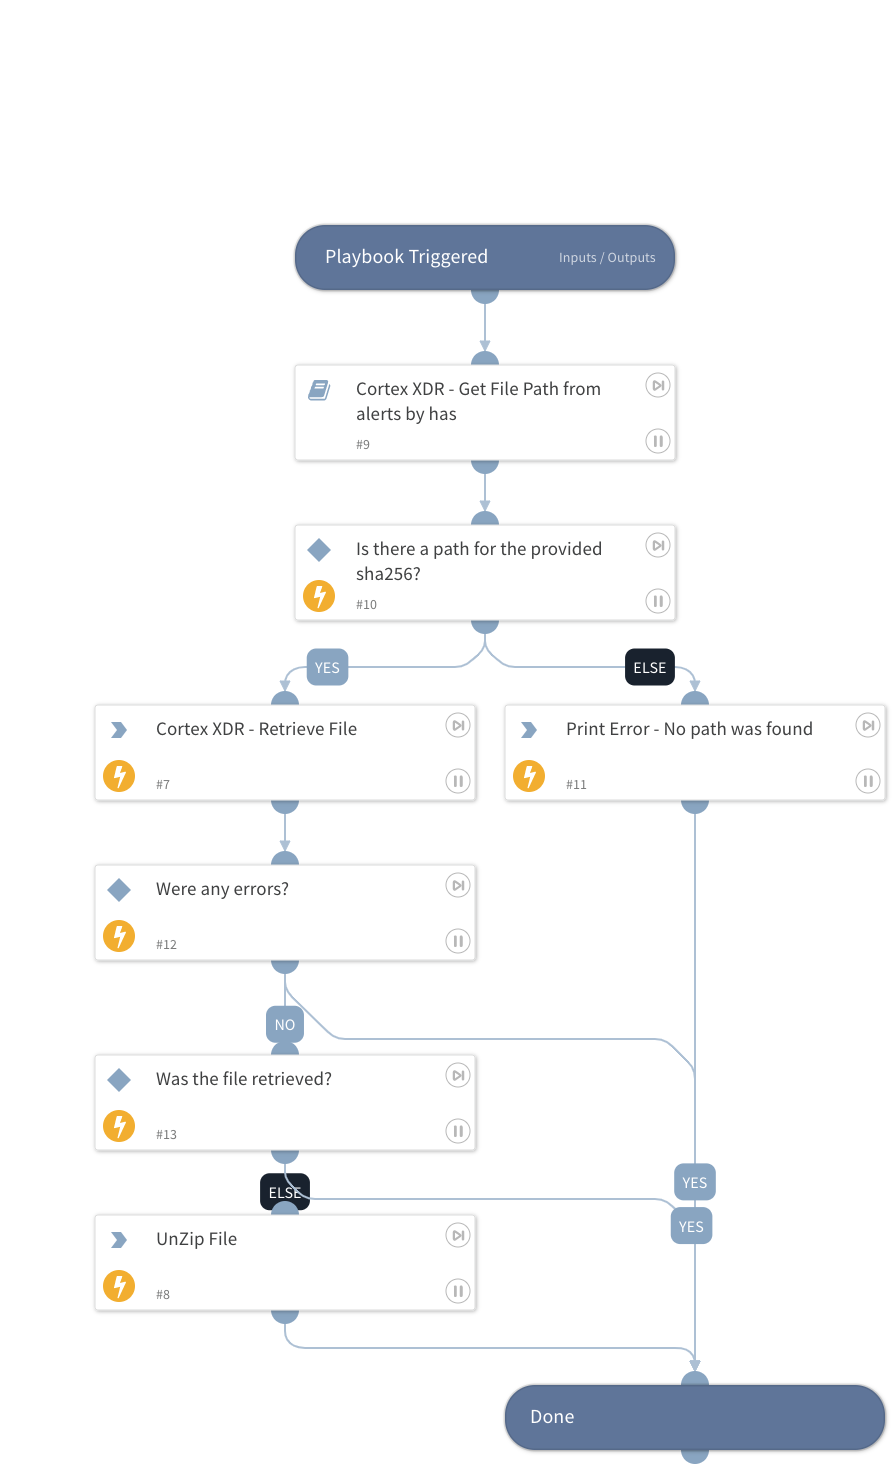 Playbook Triggered
Inputs / Outputs
Cortex XDR - Get File Path from
alerts by has
#9
Is there a path for the provided
sha256?
#10
YES
ELSE
Cortex XDR - Retrieve File
#7
Print Error - No path was found
#11
Were any errors?
#12
NO
Was the file retrieved?
#13
YES
ELSE
YES
UnZip File
#8
Done